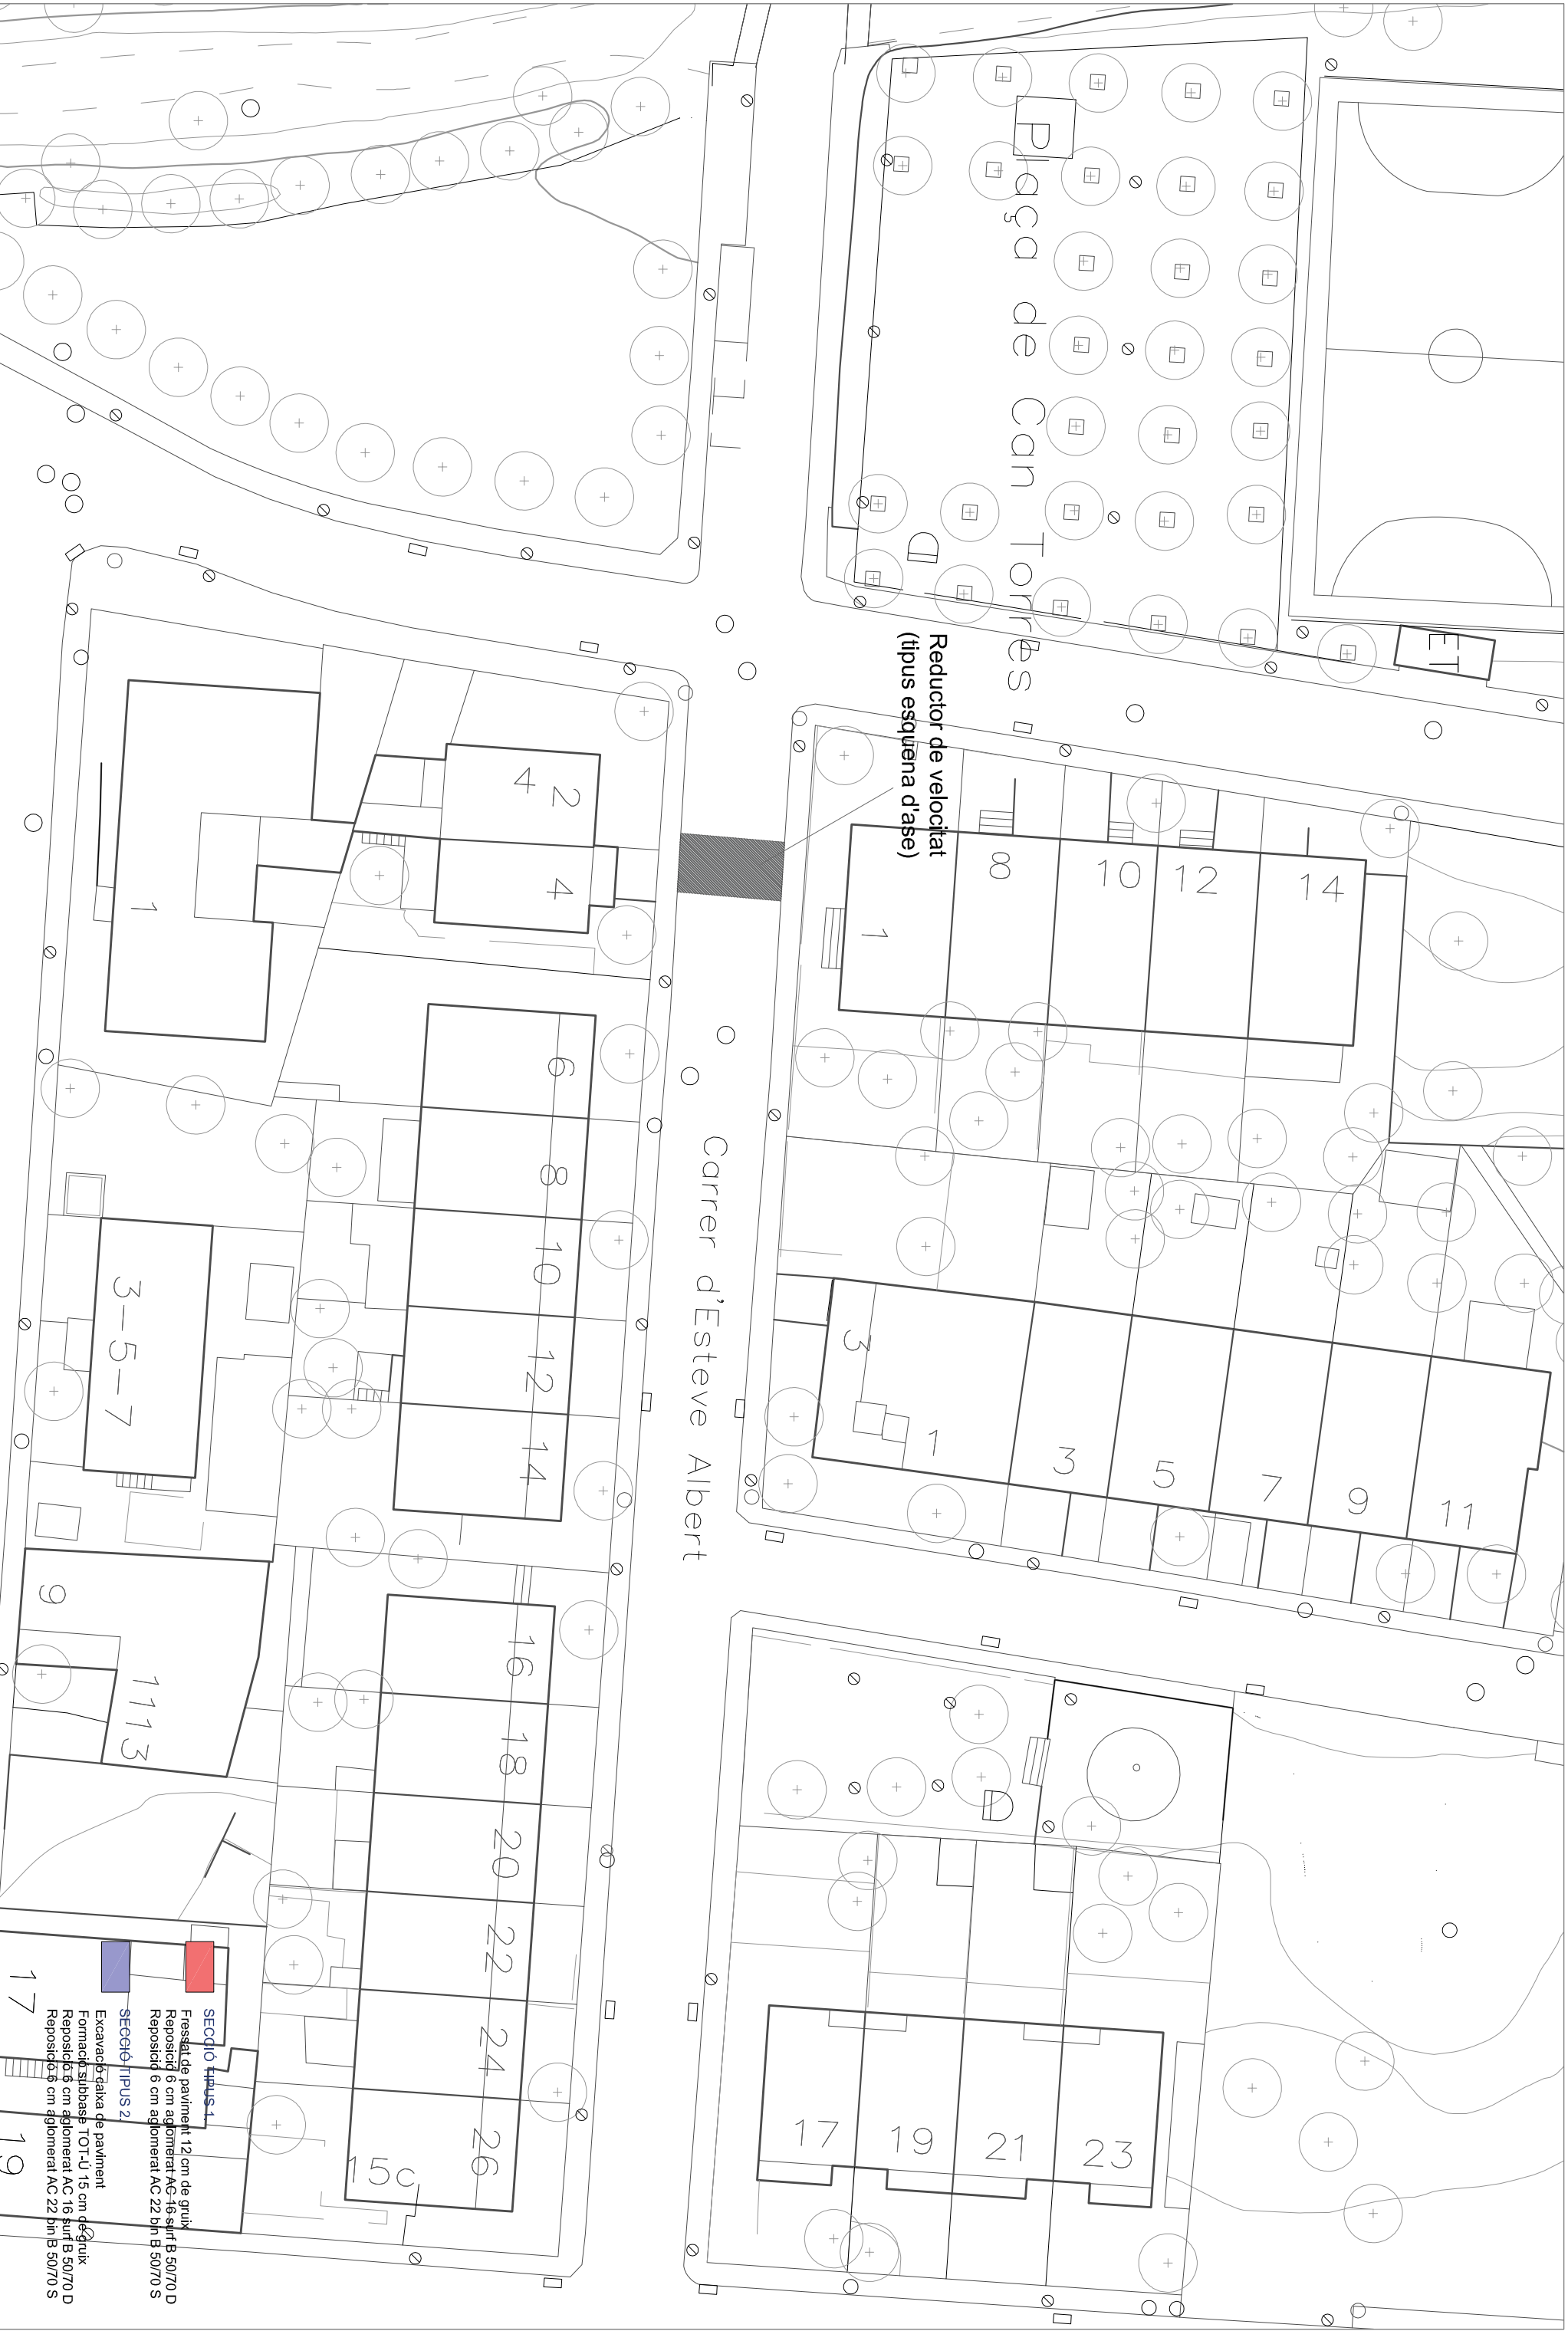 Plaça de Can Torres
ET
Reductor de velocitat
(tipus esquena d'ase)
Carrer d'Esteve Albert
1
8
10
12
14
3
1
3
5
7
9
11
1
2
4
4
6
8
10
12
14
16
18
20
22
24
26
15c
3-5-7
9
1113
17
19
17
19
21
23
SECCIÓ TIPUS 1.
Fressat de paviment 12 cm de gruix
Reposició 6 cm aglomerat AC 16 surf B 50/70 D
Reposició 6 cm aglomerat AC 22 bin B 50/70 S
SECCIÓ TIPUS 2.
Excavació caixa de paviment
Formació subbase TOT-Ú 15 cm de gruix
Reposició 6 cm aglomerat AC 16 surf B 50/70 D
Reposició 6 cm aglomerat AC 22 bin B 50/70 S